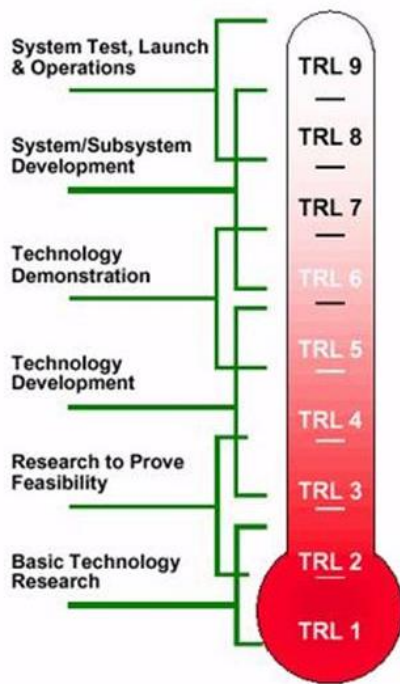 System Test, Launch
& Operations
System/Subsystem
Development
Technology
Demonstration
Technology
Development
Research to Prove
Feasibility
Basic Technology
Research
TRL 9
TRL 8
TRL 7
TRL 6
TRL 5
TRL 4
TRL 3
TRL 2
TRL 1